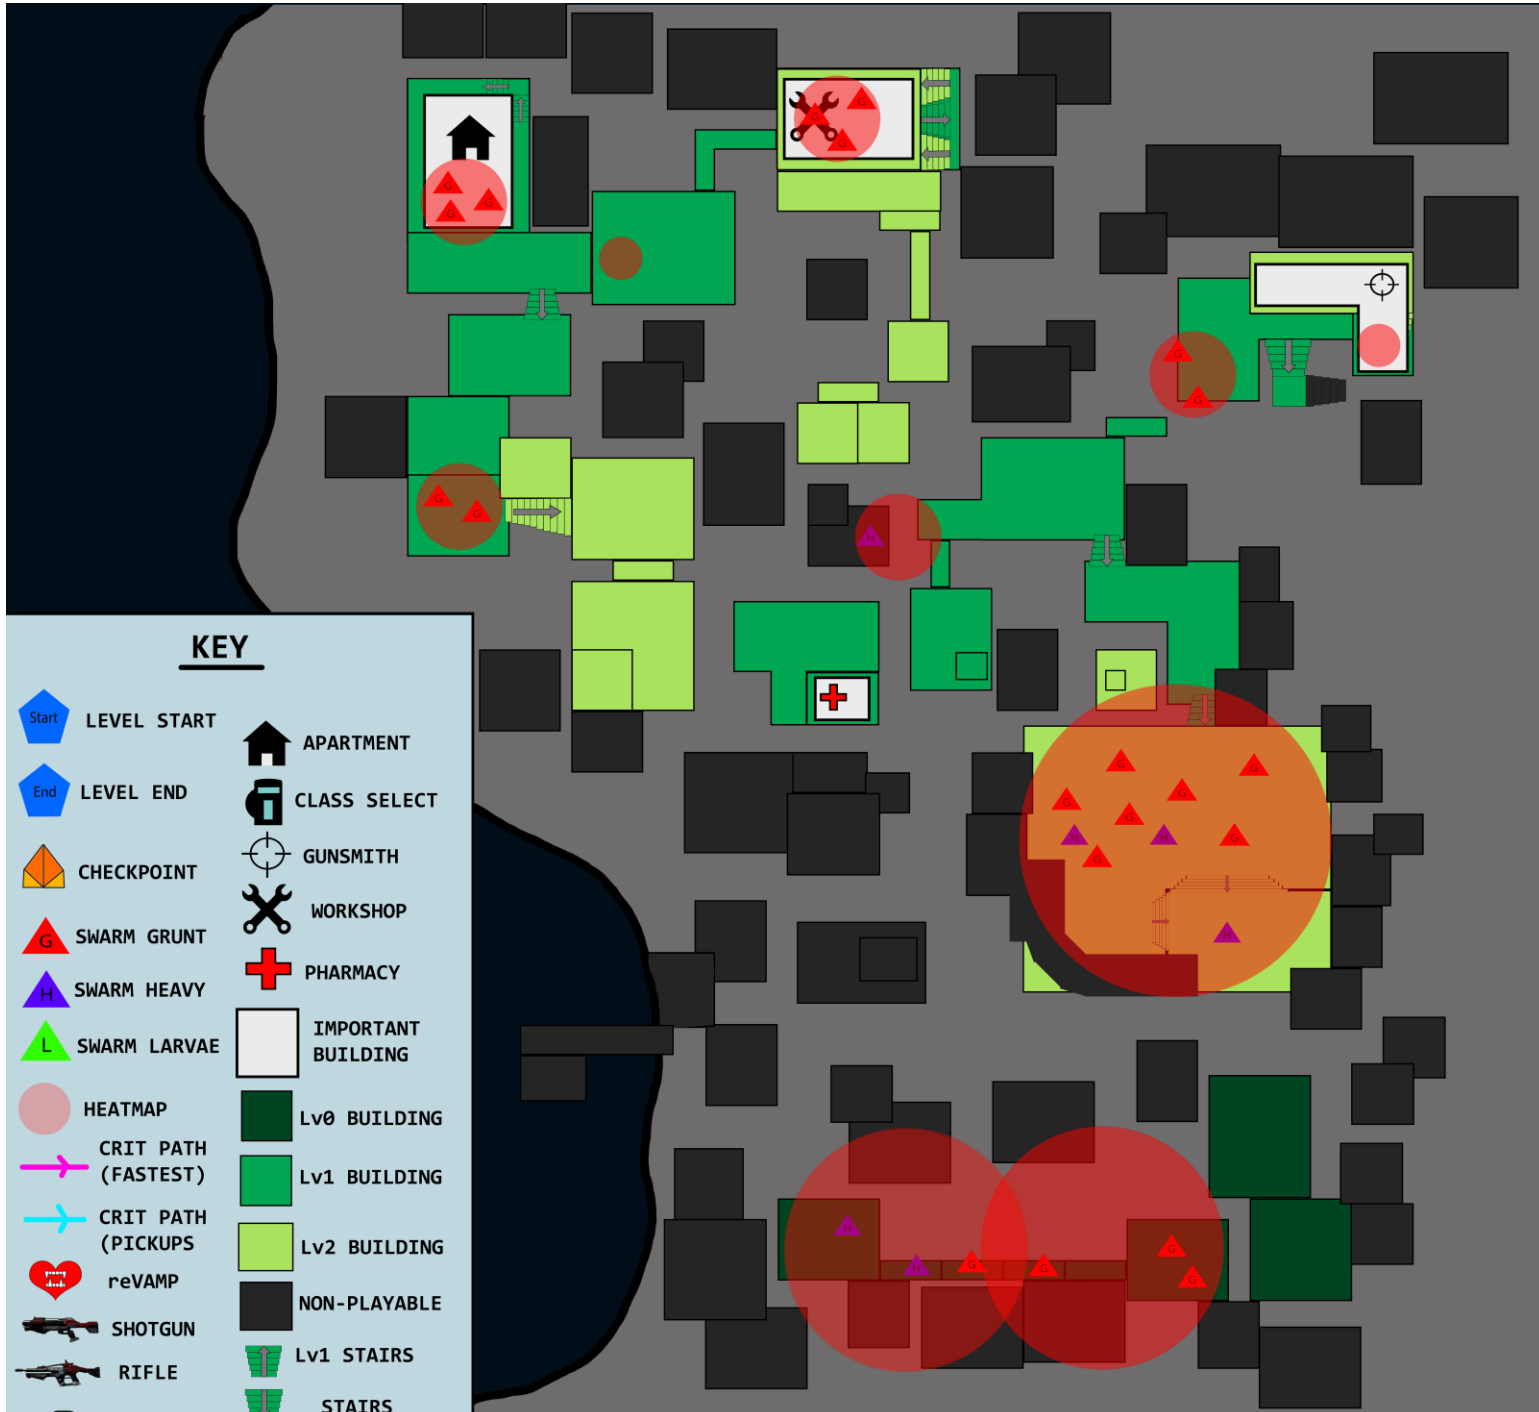 G
G
G
G
G
G
G
G
G
G
H
G
G
G
G
G
G
G
H
H
H
H
H
G
G
G
G
KEY
Start
LEVEL START
End
LEVEL END
CHECKPOINT
G
SWARM GRUNT
H
SWARM HEAVY
L
SWARM LARVAE
HEATMAP
CRIT PATH
(FASTEST)
CRIT PATH
(PICKUPS
reVAMP
SHOTGUN
RIFLE
APARTMENT
CLASS SELECT
GUNSMITH
WORKSHOP
PHARMACY
IMPORTANT
BUILDING
Lv0 BUILDING
Lv1 BUILDING
Lv2 BUILDING
NON-PLAYABLE
Lv1 STAIRS
STAIRS